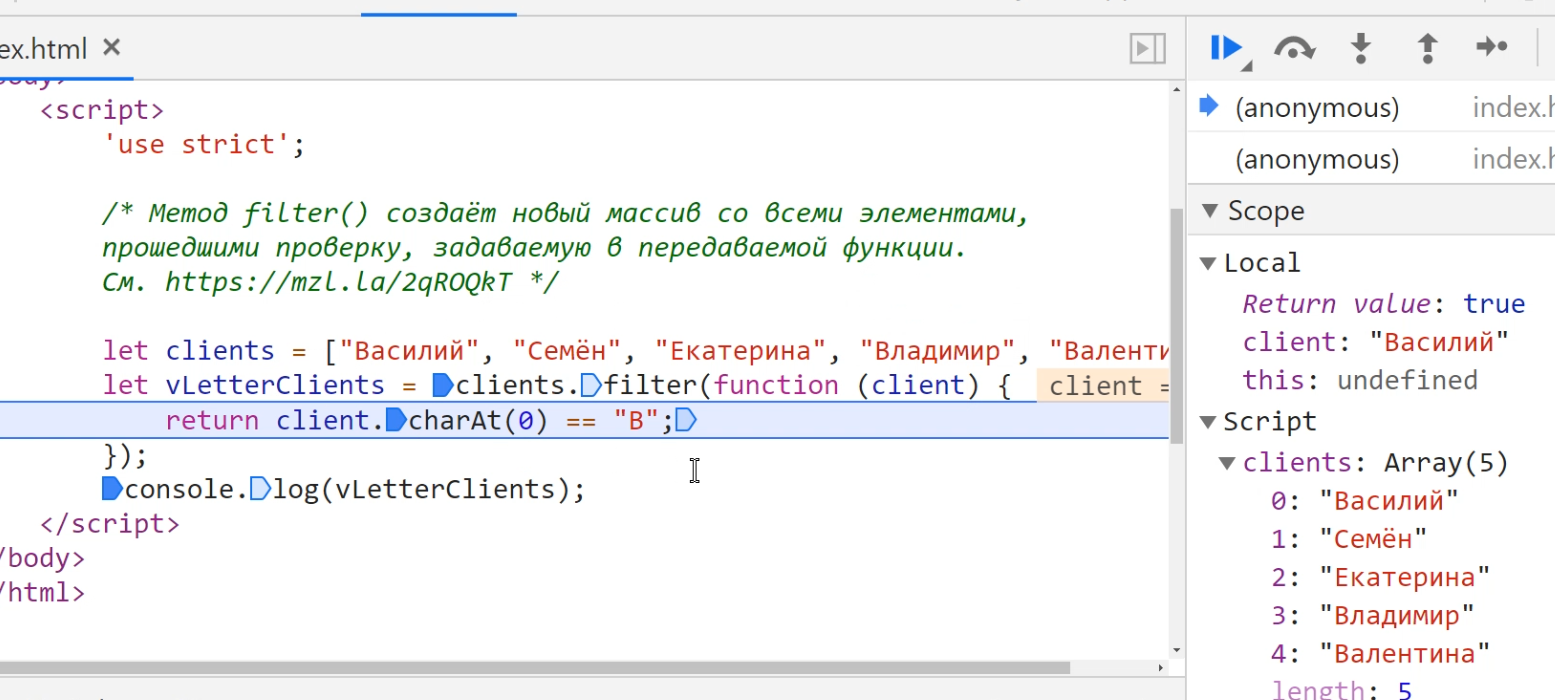 ex.html ×
<script>
'use strict';
/* Метод filter() создаёт новый массив со всеми элементами,
прошедшими проверку, задаваемую в передаваемой функции.
См. https://mzl.la/2qROQkT */
let clients = ["Василий", "Семён", "Екатерина", "Владимир", "Валенти
let vLetterClients = clients.filter(function (client) { client =
return client.charAt(0) == "В";
});
console.log(vLetterClients);
</script>
/body>
/html>
(anonymous) index.h
(anonymous) index.h
Scope
Local
Return value: true
client: "Василий"
this: undefined
Script
clients: Array(5)
0: "Василий"
1: "Семён"
2: "Екатерина"
3: "Владимир"
4: "Валентина"
length: 5